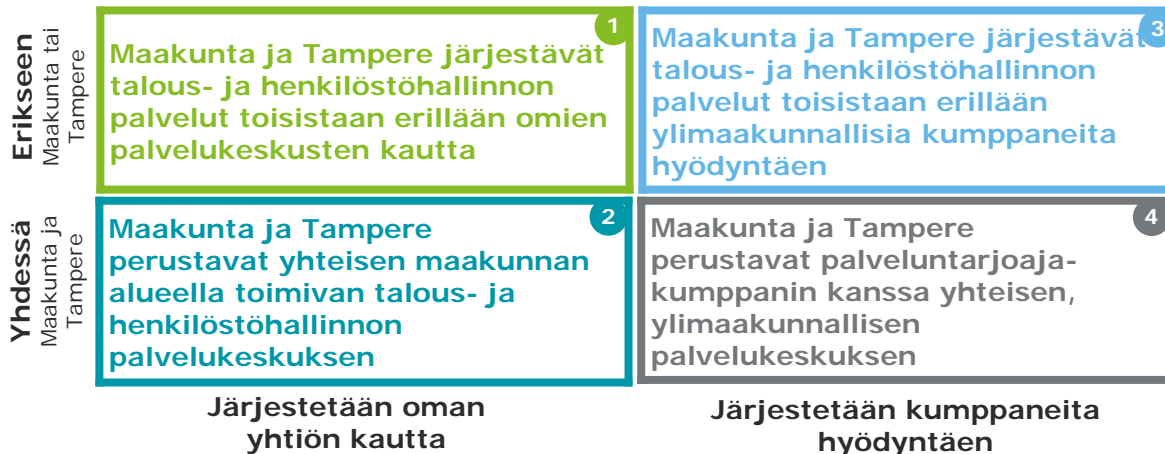 Erikseen
Maakunta tai
Tampere
1
Maakunta ja Tampere järjestävät
talous- ja henkilöstöhallinnon
palvelut toisistaan erillään omien
palvelukeskusten kautta
3
Maakunta ja Tampere järjestävät
talous- ja henkilöstöhallinnon
palvelut toisistaan erillään
ylimaakunnallisia kumppaneita
hyödyntäen
Yhdessä
Maakunta ja
Tampere
2
Maakunta ja Tampere
perustavat yhteisen maakunnan
alueella toimivan talous- ja
henkilöstöhallinnon
palvelukeskuksen
4
Maakunta ja Tampere
perustavat palveluntarjoaja-
kumppanin kanssa yhteisen,
ylimaakunnallisen
palvelukeskuksen
Järjestetään oman
yhtiön kautta
Järjestetään kumppaneita
hyödyntäen